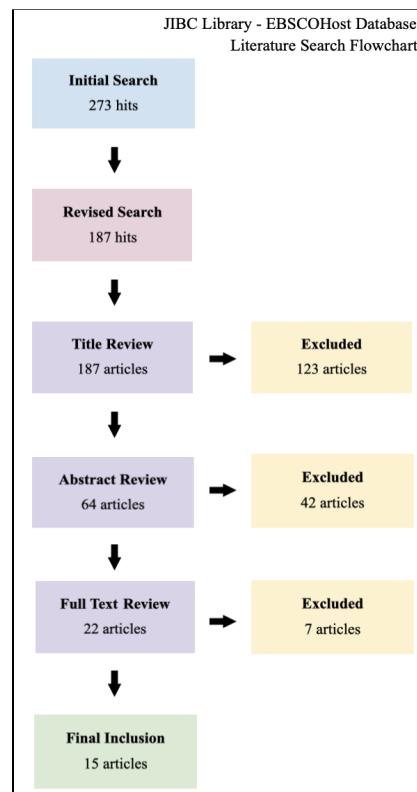 JIBC Library - EBSCOHost Database
Literature Search Flowchart
Initial Search
273 hits
Revised Search
187 hits
Title Review
187 articles
Excluded
123 articles
Abstract Review
64 articles
Excluded
42 articles
Full Text Review
22 articles
Excluded
7 articles
Final Inclusion
15 articles